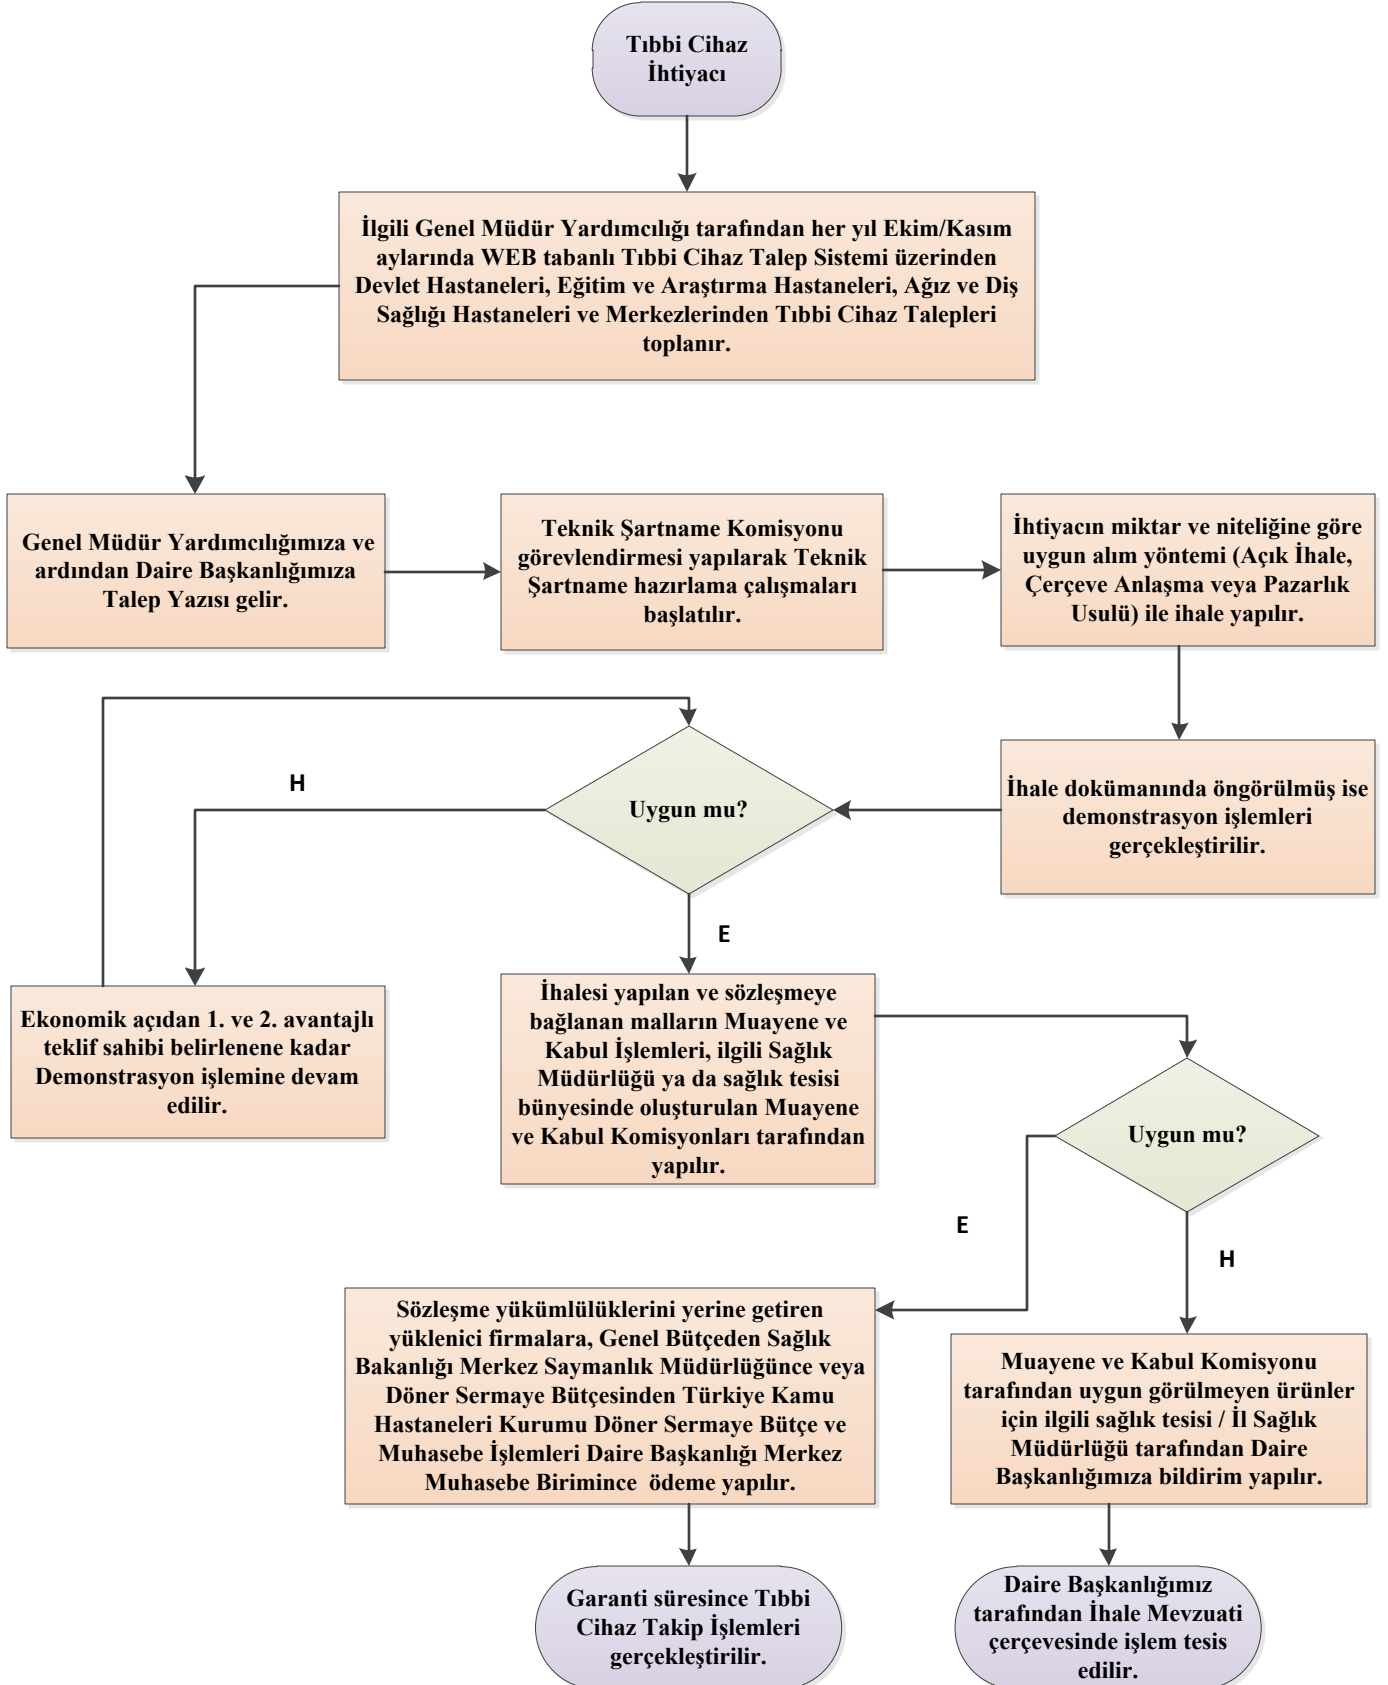 Tıbbi Cihaz
İhtiyacı
İlgili Genel Müdür Yardımcılığı tarafından her yıl Ekim/Kasım
aylarında WEB tabanlı Tıbbi Cihaz Talep Sistemi üzerinden
Devlet Hastaneleri, Eğitim ve Araştırma Hastaneleri, Ağız ve Diş
Sağlığı Hastaneleri ve Merkezlerinden Tıbbi Cihaz Talepleri
toplanır.
Genel Müdür Yardımcılığımıza ve
ardından Daire Başkanlığımıza
Talep Yazısı gelir.
Teknik Şartname Komisyonu
görevlendirmesi yapılarak Teknik
Şartname hazırlama çalışmaları
başlatılır.
İhtiyacın miktar ve niteliğine göre
uygun alım yöntemi (Açık İhale,
Çerçeve Anlaşma veya Pazarlık
Usulü) ile ihale yapılır.
İhale dokümanında öngörülmüş ise
demonstrasyon işlemleri
gerçekleştirilir.
Uygun mu?
H
E
Ekonomik açıdan 1. ve 2. avantajlı
teklif sahibi belirlenene kadar
Demonstrasyon işlemine devam
edilir.
İhalesi yapılan ve sözleşmeye
bağlanan malların Muayene ve
Kabul İşlemleri, ilgili Sağlık
Müdürlüğü ya da sağlık tesisi
bünyesinde oluşturulan Muayene
ve Kabul Komisyonları tarafından
yapılır.
Uygun mu?
E
H
Sözleşme yükümlülüklerini yerine getiren
yüklenici firmalara, Genel Bütçeden Sağlık
Bakanlığı Merkez Saymanlık Müdürlüğünce veya
Döner Sermaye Bütçesinden Türkiye Kamu
Hastaneleri Kurumu Döner Sermaye Bütçe ve
Muhasebe İşlemleri Daire Başkanlığı Merkez
Muhasebe Birimince ödeme yapılır.
Muayene ve Kabul Komisyonu
tarafından uygun görülmeyen ürünler
için ilgili sağlık tesisi / İl Sağlık
Müdürlüğü tarafından Daire
Başkanlığımıza bildirim yapılır.
Garanti süresince Tıbbi
Cihaz Takip İşlemleri
gerçekleştirilir.
Daire Başkanlığımız
tarafından İhale Mevzuati
çerçevesinde işlem tesis
edilir.